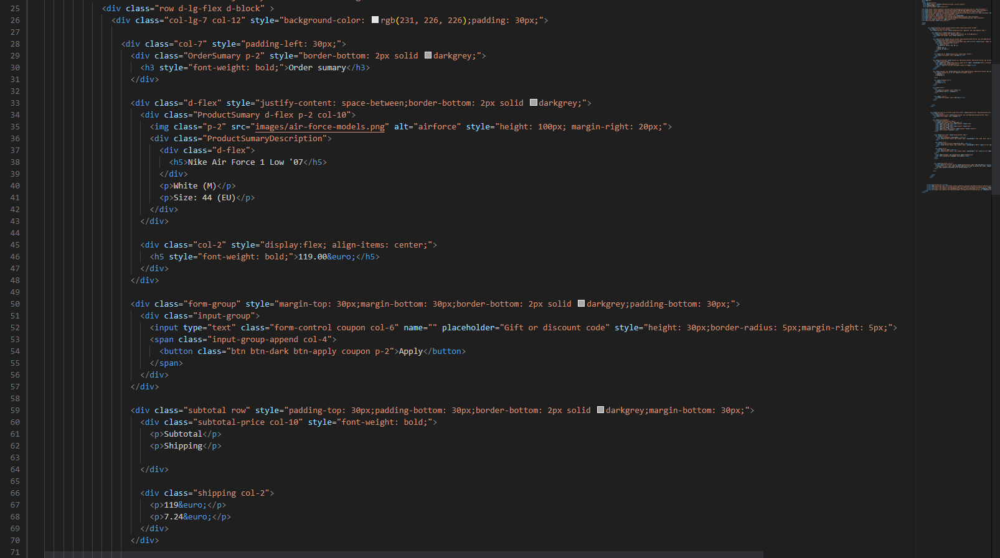 25 <div class="row d-lg-flex d-block" >
26 <div class="col-lg-7 col-12" style="background-color: rgb(231, 226, 226);padding: 30px;">
27
28 <div class="col-7" style="padding-left: 30px;">
29 <div class="OrderSumary p-2" style="border-bottom: 2px solid darkgrey;">
30 <h3 style="font-weight: bold;">Order sumary</h3>
31 </div>
32
33 <div class="d-flex" style="justify-content: space-between;border-bottom: 2px solid darkgrey;">
34 <div class="ProductSumary d-flex p-2 col-10">
35 <img class="p-2" src="images/air-force-models.png" alt="airforce" style="height: 100px; margin-right: 20px;">
36 <div class="ProductSumaryDescription">
37 <div class="d-flex">
38 <h5>Nike Air Force 1 Low '07</h5>
39 </div>
40 <p>White (M)</p>
41 <p>Size: 44 (EU)</p>
42 </div>
43 </div>
44
45 <div class="col-2" style="display:flex; align-items: center;">
46 <h5 style="font-weight: bold;">119.00&euro;</h5>
47 </div>
48 </div>
49
50 <div class="form-group" style="margin-top: 30px;margin-bottom: 30px;border-bottom: 2px solid darkgrey;padding-bottom: 30px;">
51 <div class="input-group">
52 <input type="text" class="form-control coupon col-6" name="" placeholder="Gift or discount code" style="height: 30px;border-radius: 5px;margin-right: 5px;">
53 <span class="input-group-append col-4">
54 <button class="btn btn-dark btn-apply coupon p-2">Apply</button>
55 </span>
56 </div>
57 </div>
58
59 <div class="subtotal row" style="padding-top: 30px;padding-bottom: 30px;border-bottom: 2px solid darkgrey;margin-bottom: 30px;">
60 <div class="subtotal-price col-10" style="font-weight: bold;">
61 <p>Subtotal</p>
62 <p>Shipping</p>
63
64 </div>
65
66 <div class="shipping col-2">
67 <p>119&euro;</p>
68 <p>7.24&euro;</p>
69 </div>
70 </div>
71